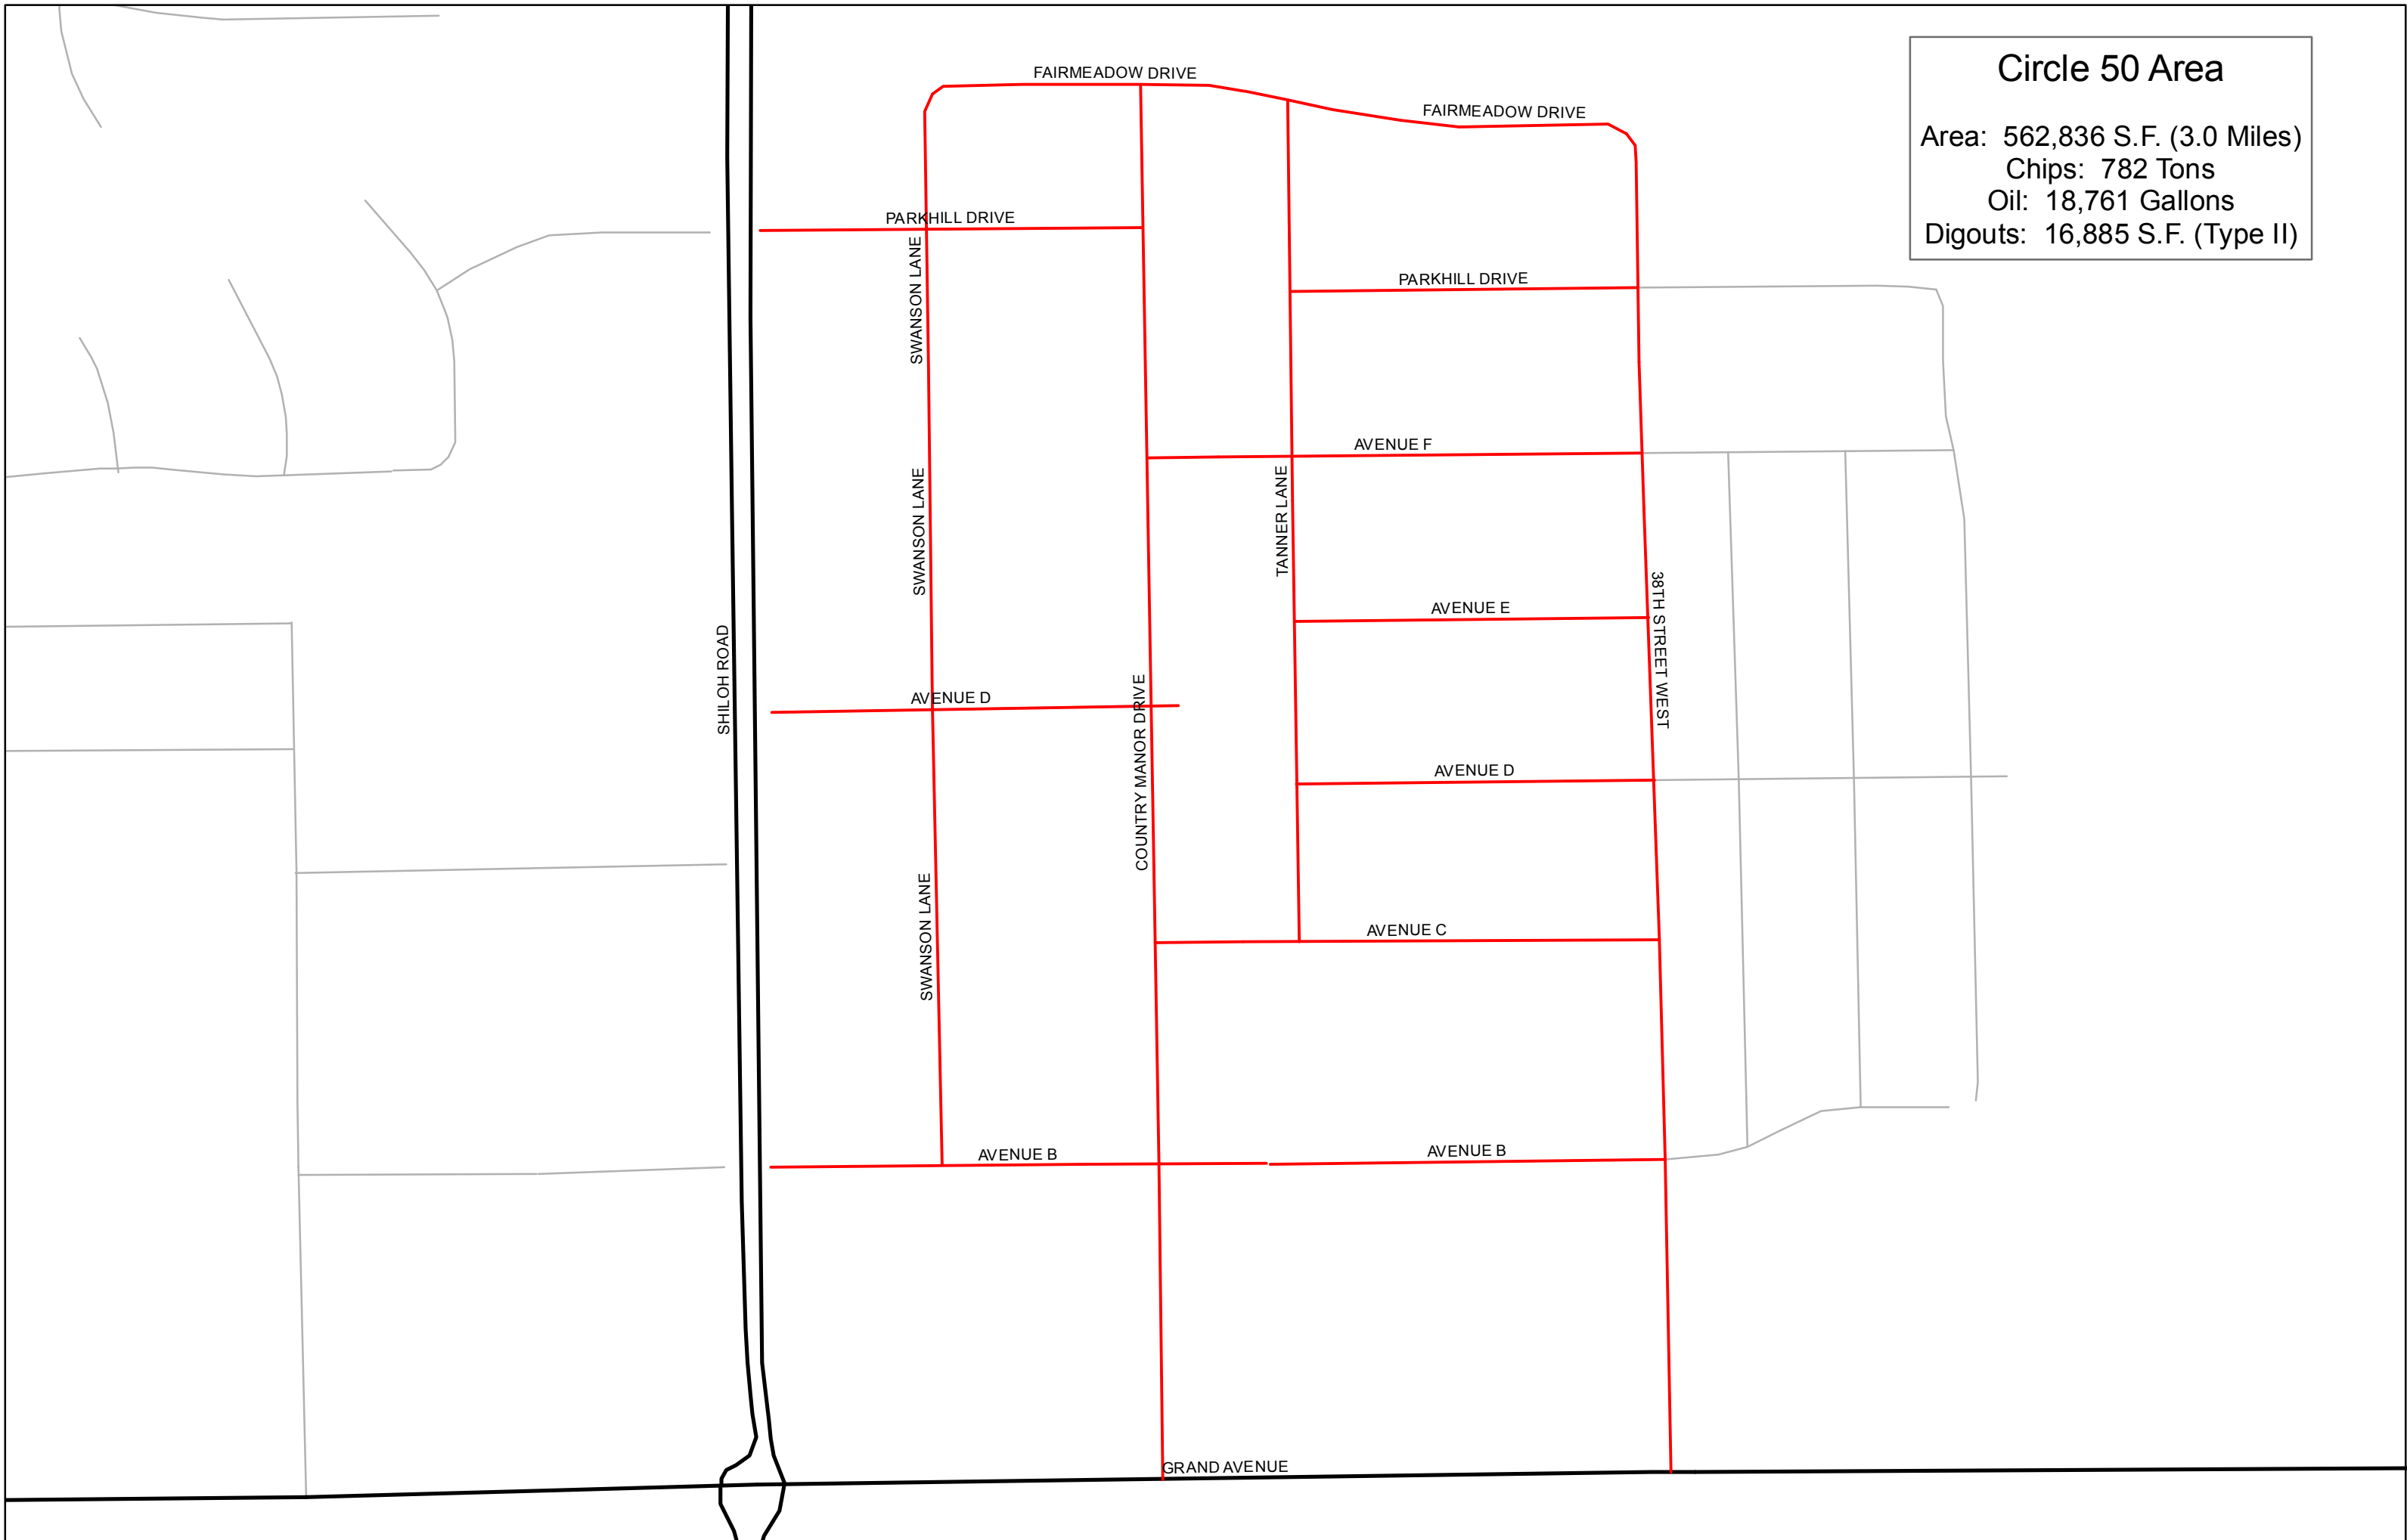 Circle 50 Area
Area: 562,836 S.F. (3.0 Miles)
Chips: 782 Tons
Oil: 18,761 Gallons
Digouts: 16,885 S.F. (Type II)
FAIRMEADOW DRIVE
FAIRMEADOW DRIVE
PARKHILL DRIVE
SWANSON LANE
PARKHILL DRIVE
AVENUE F
SWANSON LANE
TANNER LANE
38TH STREET WEST
AVENUE E
SHILOH ROAD
AVENUE D
COUNTRY MANOR DRIVE
AVENUE D
SWANSON LANE
AVENUE C
AVENUE B
AVENUE B
GRAND AVENUE